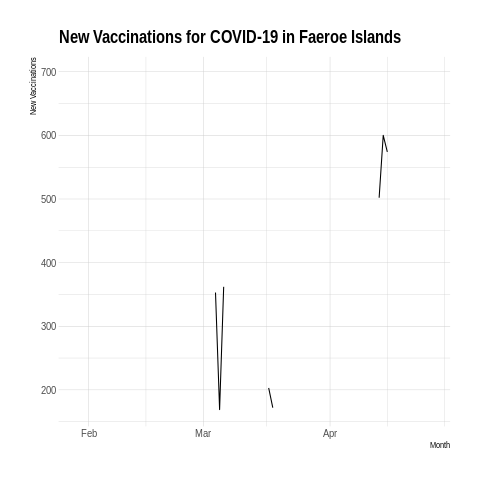 New Vaccinations for COVID-19 in Faeroe Islands
New Vaccinations
700
600
500
400
300
200
Feb Mar Apr
Month